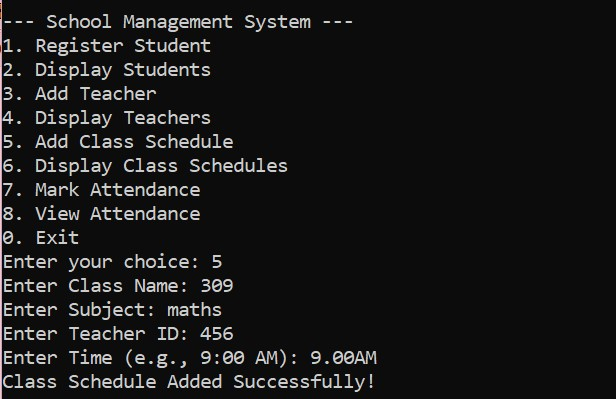 --- School Management System ---
1. Register Student
2. Display Students
3. Add Teacher
4. Display Teachers
5. Add Class Schedule
6. Display Class Schedules
7. Mark Attendance
8. View Attendance
0. Exit
Enter your choice: 5
Enter Class Name: 309
Enter Subject: maths
Enter Teacher ID: 456
Enter Time (e.g., 9:00 AM): 9.00AM
Class Schedule Added Successfully!